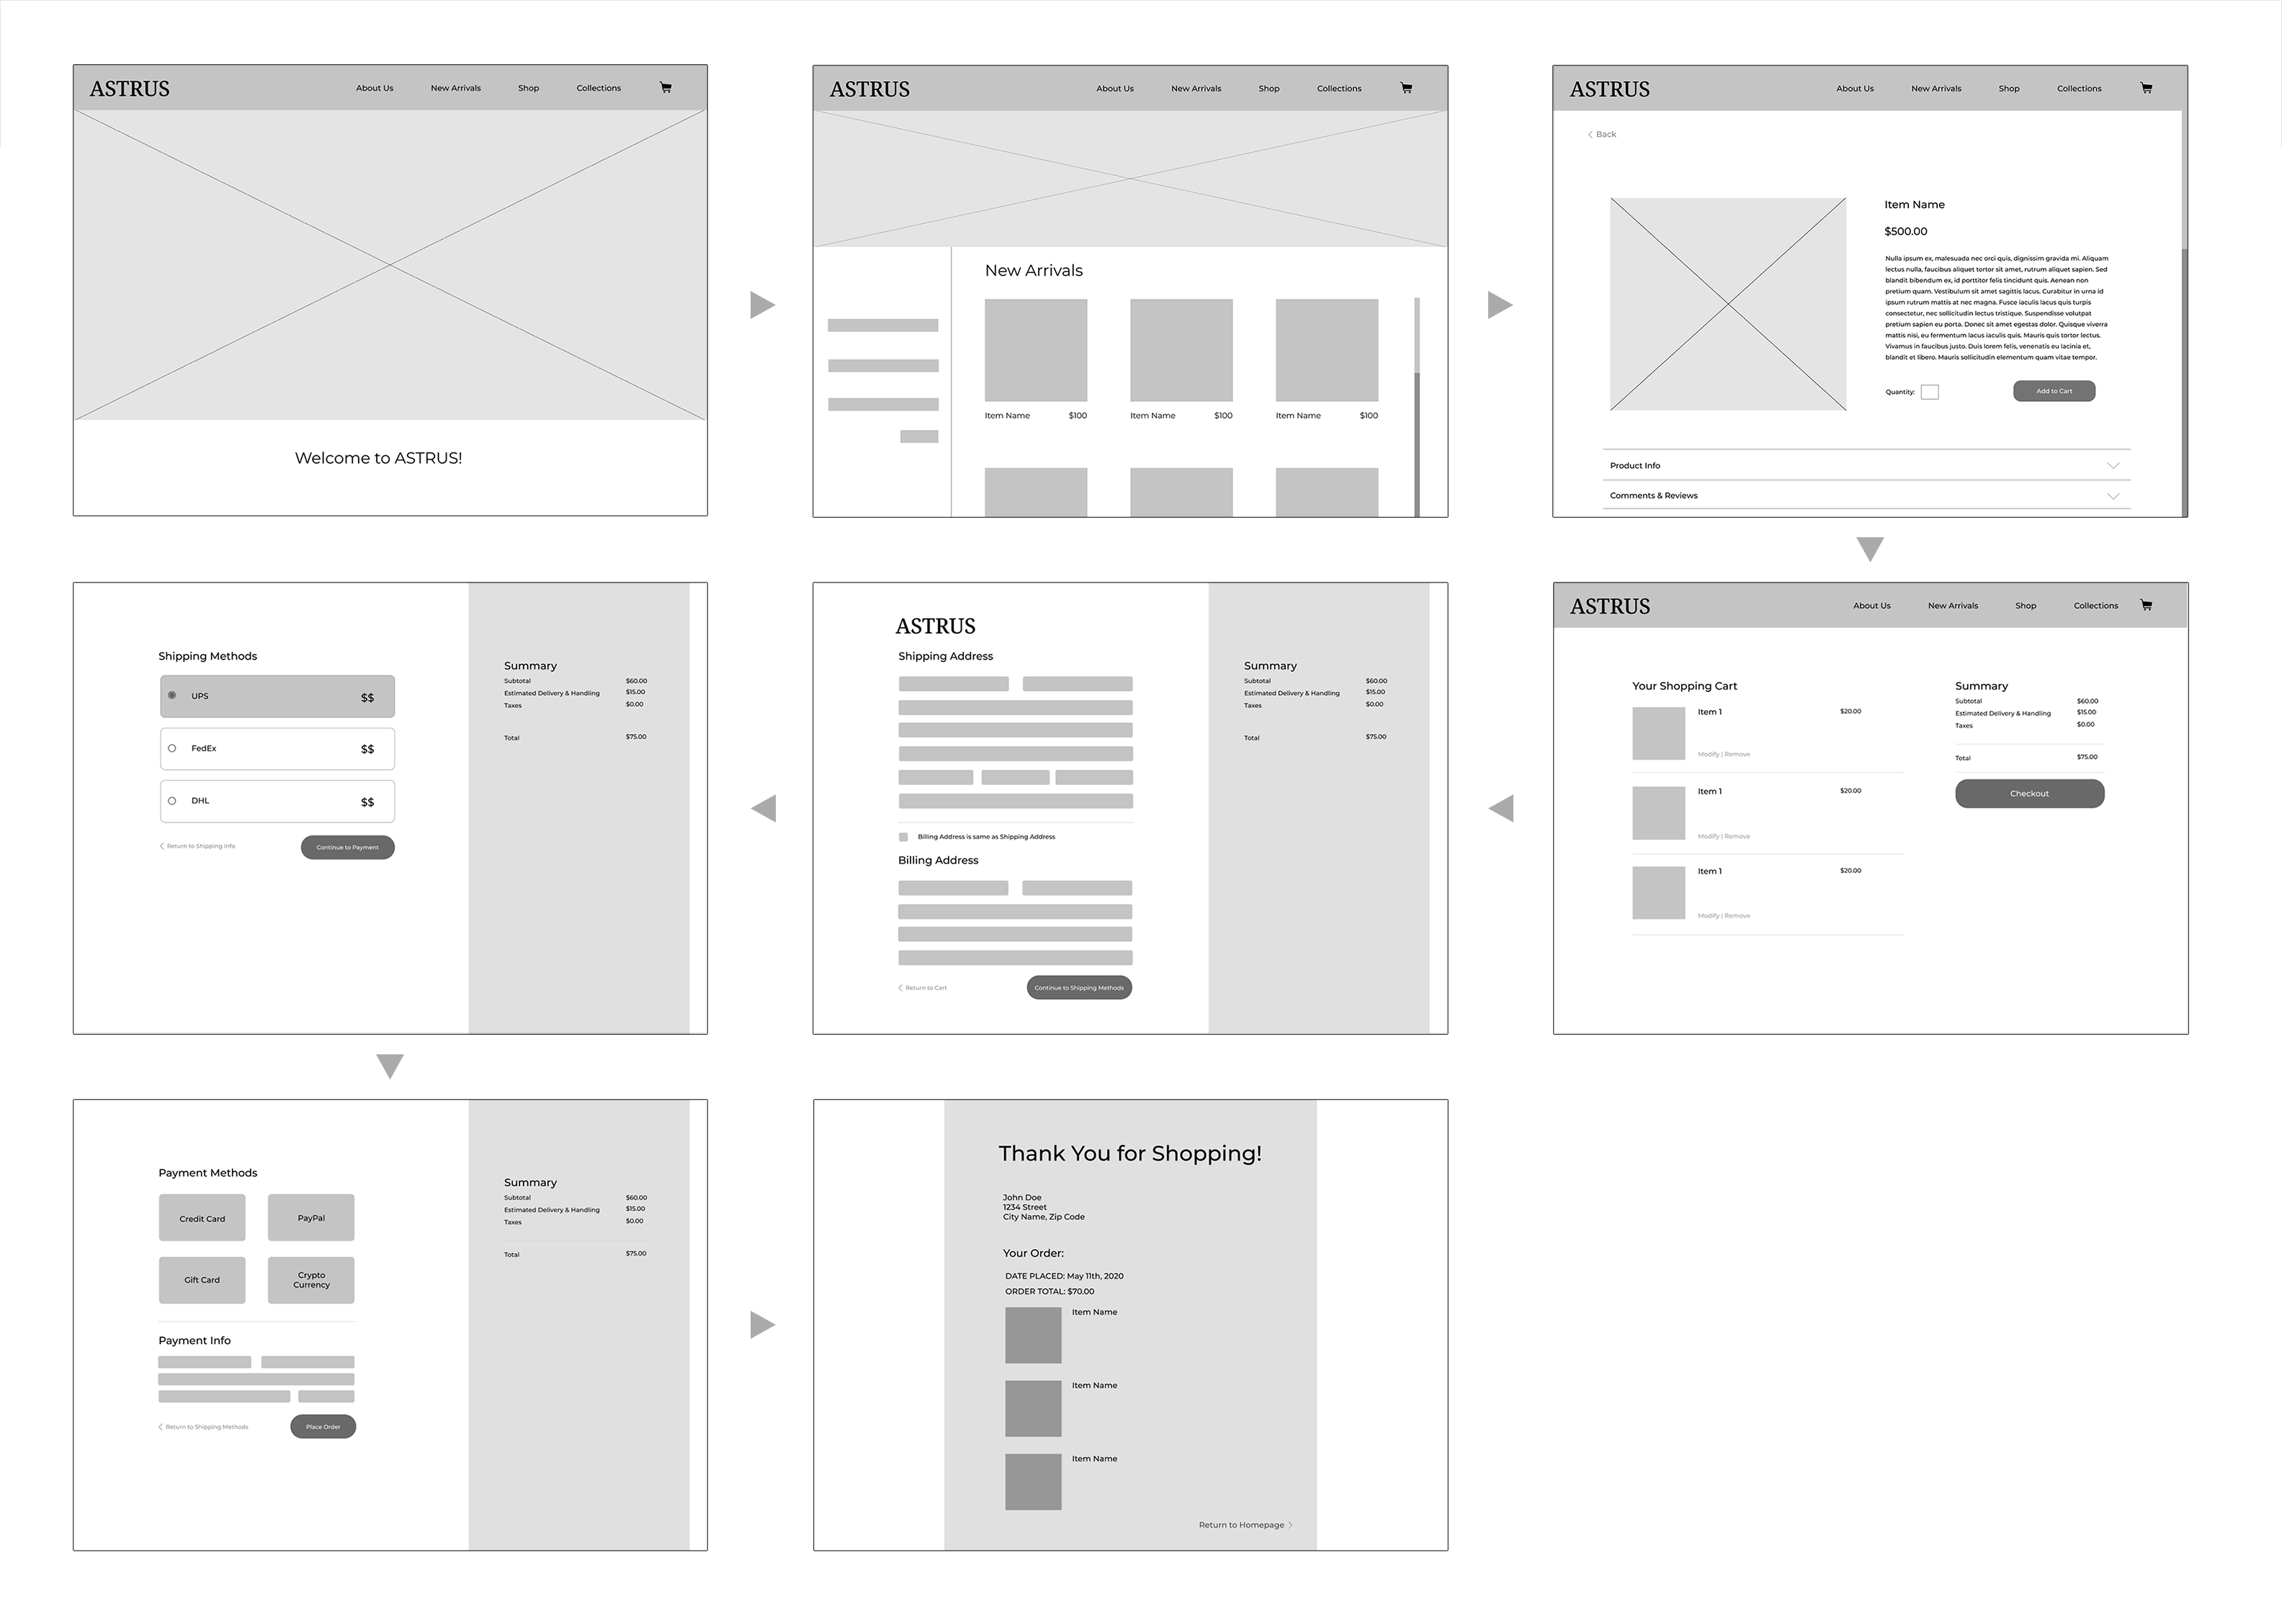 ASTRUS About Us New Arrivals Shop Collections
Welcome to ASTRUS!
ASTRUS About Us New Arrivals Shop Collections
New Arrivals
Item Name $100 Item Name $100 Item Name $100
ASTRUS About Us New Arrivals Shop Collections
Back
Item Name
$500.00
Nulla ipsum ex, malesuada nec orci quis, dignissim gravida mi. Aliquam
lectus nulla, faucibus aliquet tortor sit amet, rutrum aliquet sapien. Sed
blandit bibendum ex, id porttitor felis tincidunt quis. Aenean non
pretium quam. Vestibulum sit amet sagittis lacus. Curabitur in urna id
ipsum rutrum mattis at nec magna. Fusce iaculis lacus quis turpis
consectetur, nec sollicitudin lectus tristique. Suspendisse volutpat
pretium sapien eu porta. Donec sit amet egestas dolor. Quisque viverra
mattis nisi, eu fermentum lacus iaculis quis. Mauris quis tortor lectus.
Vivamus in faucibus justo. Duis lorem felis, venenatis eu lacinia et,
blandit et libero. Mauris sollicitudin elementum quam vitae tempor.
Quantity: Add to Cart
Product Info
Comments & Reviews
ASTRUS About Us New Arrivals Shop Collections
Your Shopping Cart
Item 1 $20.00
Modify | Remove
Item 1 $20.00
Modify | Remove
Item 1 $20.00
Modify | Remove
Summary
Subtotal $60.00
Estimated Delivery & Handling $15.00
Taxes $0.00
Total $75.00
Checkout
ASTRUS
Shipping Address
Billing Address is same as Shipping Address
Billing Address
Return to Cart Continue to Shipping Methods
Summary
Subtotal $60.00
Estimated Delivery & Handling $15.00
Taxes $0.00
Total $75.00
Shipping Methods
UPS $$
FedEx $$
DHL $$
Return to Shipping Info Continue to Payment
Summary
Subtotal $60.00
Estimated Delivery & Handling $15.00
Taxes $0.00
Total $75.00
Payment Methods
Credit Card PayPal
Gift Card Crypto
Currency
Payment Info
Return to Shipping Methods Place Order
Summary
Subtotal $60.00
Estimated Delivery & Handling $15.00
Taxes $0.00
Total $75.00
Thank You for Shopping!
John Doe
1234 Street
City Name, Zip Code
Your Order:
DATE PLACED: May 11th, 2020
ORDER TOTAL: $70.00
Item Name
Item Name
Item Name
Return to Homepage